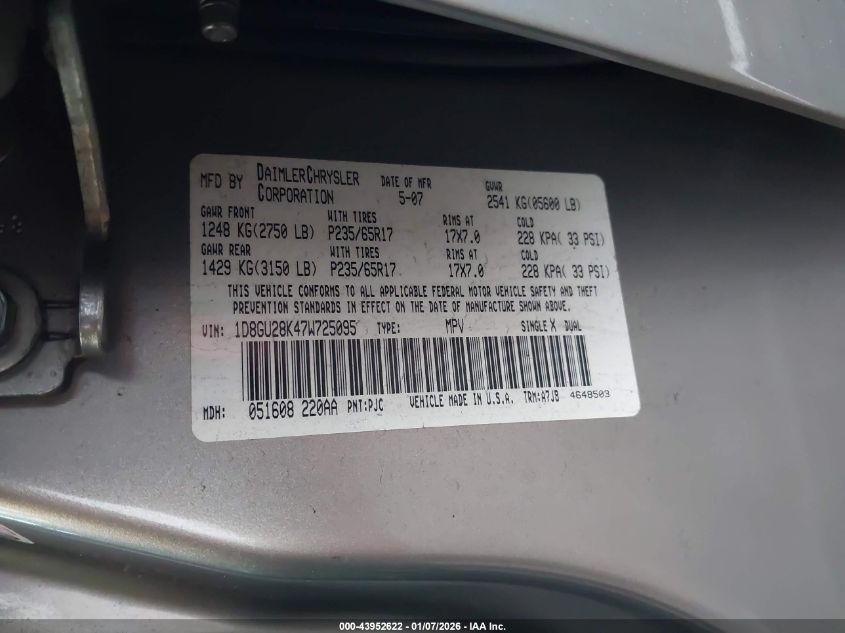 MFD BY DAIMLERCHRYSLER CORPORATION DATE OF MFR 5-07 GVWR 2541 KG(05600 LB)
GAWR FRONT WITH TIRES RIMS AT COLD
1248 KG(2750 LB) P235/65R17 17X7.0 228 KPA( 33 PSI)
GAWR REAR WITH TIRES RIMS AT COLD
1429 KG(3150 LB) P235/65R17 17X7.0 228 KPA( 33 PSI)
THIS VEHICLE CONFORMS TO ALL APPLICABLE FEDERAL MOTOR VEHICLE SAFETY AND THEFT
PREVENTION STANDARDS IN EFFECT ON THE DATE OF MANUFACTURE SHOWN ABOVE.
VIN: 1D8GU28K47W725095 TYPE: MPV SINGLE X DUAL
MDH: 051608 220AA PNT:PJC VEHICLE MADE IN U.S.A. TRM:A7JB 4648503
000-43952622 - 01/07/2026 - IAA Inc.